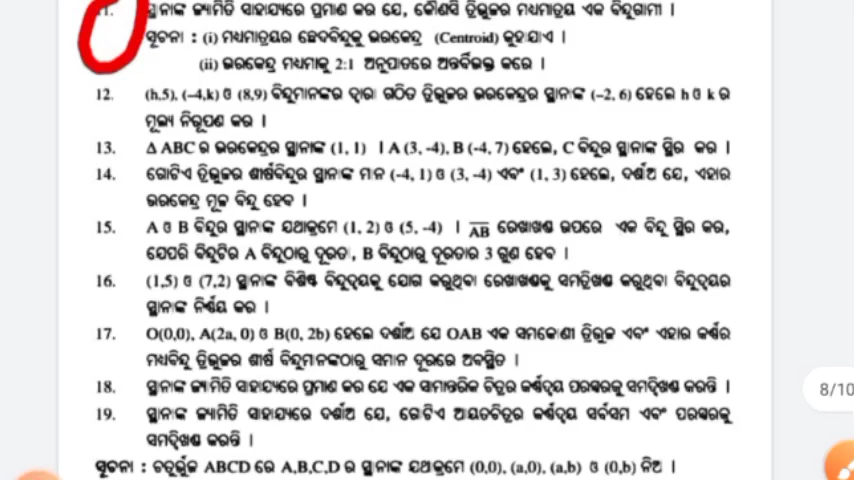 11. ସ୍ଥାନାଙ୍କ ଜ୍ୟାମିତି ସାହାଯ୍ୟରେ ପ୍ରମାଣ କର ଯେ, କୌଣସି ତ୍ରିଭୁଜର ମଧ୍ୟମାତ୍ରୟ ଏକ ବିନ୍ଦୁଗାମୀ ।
ସୂଚନା : (i) ମଧ୍ୟମାତ୍ରୟର ଛେଦବିନ୍ଦୁକୁ ଭରକେନ୍ଦ୍ର (Centroid) କୁହାଯାଏ ।
(ii) ଭରକେନ୍ଦ୍ର ମଧ୍ୟମାକୁ 2:1 ଅନୁପାତରେ ଅନ୍ତର୍ବିଭକ୍ତ କରେ ।
12. (h,5), (–4,k) ଓ (8,9) ବିନ୍ଦୁମାନଙ୍କର ଦ୍ୱାରା ଗଠିତ ତ୍ରିଭୁଜର ଭରକେନ୍ଦ୍ରର ସ୍ଥାନାଙ୍କ (–2, 6) ହେଲେ h ଓ k ର
ମୂଲ୍ୟ ନିରୂପଣ କର ।
13. Δ ABC ର ଭରକେନ୍ଦ୍ରର ସ୍ଥାନାଙ୍କ (1, 1) । A (3, -4), B (-4, 7) ହେଲେ, C ବିନ୍ଦୁର ସ୍ଥାନାଙ୍କ ସ୍ଥିର କର ।
14. ଗୋଟିଏ ତ୍ରିଭୁଜର ଶୀର୍ଷବିନ୍ଦୁର ସ୍ଥାନାଙ୍କ ମାନ (-4, 1) ଓ (3, -4) ଏବଂ (1, 3) ହେଲେ, ଦର୍ଶାଅ ଯେ, ଏହାର
ଭରକେନ୍ଦ୍ର ମୂଳ ବିନ୍ଦୁ ହେବ ।
15. A ଓ B ବିନ୍ଦୁର ସ୍ଥାନାଙ୍କ ଯଥାକ୍ରମେ (1, 2) ଓ (5, -4) । AB ରେଖାଖଣ୍ଡ ଉପରେ ଏକ ବିନ୍ଦୁ ସ୍ଥିର କର,
ଯେପରି ବିନ୍ଦୁଟିର A ବିନ୍ଦୁଠାରୁ ଦୂରତା, B ବିନ୍ଦୁଠାରୁ ଦୂରତାର 3 ଗୁଣ ହେବ ।
16. (1,5) ଓ (7,2) ସ୍ଥାନାଙ୍କ ବିଶିଷ୍ଟ ବିନ୍ଦୁଦ୍ୱୟକୁ ଯୋଗ କରୁଥିବା ରେଖାଖଣ୍ଡକୁ ସମତ୍ରିଖଣ୍ଡ କରୁଥିବା ବିନ୍ଦୁଦ୍ୱୟର
ସ୍ଥାନାଙ୍କ ନିର୍ଣ୍ଣୟ କର ।
17. O(0,0), A(2a, 0) ଓ B(0, 2b) ହେଲେ ଦର୍ଶାଅ ଯେ OAB ଏକ ସମକୋଣୀ ତ୍ରିଭୁଜ ଏବଂ ଏହାର କର୍ଣ୍ଣର
ମଧ୍ୟବିନ୍ଦୁ ତ୍ରିଭୁଜର ଶୀର୍ଷ ବିନ୍ଦୁମାନଙ୍କଠାରୁ ସମାନ ଦୂରରେ ଅବସ୍ଥିତ ।
18. ସ୍ଥାନାଙ୍କ ଜ୍ୟାମିତି ସାହାଯ୍ୟରେ ପ୍ରମାଣ କର ଯେ ଏକ ସାମାନ୍ତରିକ ଚିତ୍ରର କର୍ଣ୍ଣଦ୍ୱୟ ପରସ୍ପରକୁ ସମଦ୍ୱିଖଣ୍ଡ କରନ୍ତି ।
19. ସ୍ଥାନାଙ୍କ ଜ୍ୟାମିତି ସାହାଯ୍ୟରେ ଦର୍ଶାଅ ଯେ, ଗୋଟିଏ ଆୟତଚିତ୍ରର କର୍ଣ୍ଣଦ୍ୱୟ ସର୍ବସମ ଏବଂ ପରସ୍ପରକୁ
ସମଦ୍ୱିଖଣ୍ଡ କରନ୍ତି ।
ସୂଚନା : ଚତୁର୍ଭୁଜ ABCD ରେ A,B,C,D ର ସ୍ଥାନାଙ୍କ ଯଥାକ୍ରମେ (0,0), (a,0), (a,b) ଓ (0,b) ନିଅ ।
8/10